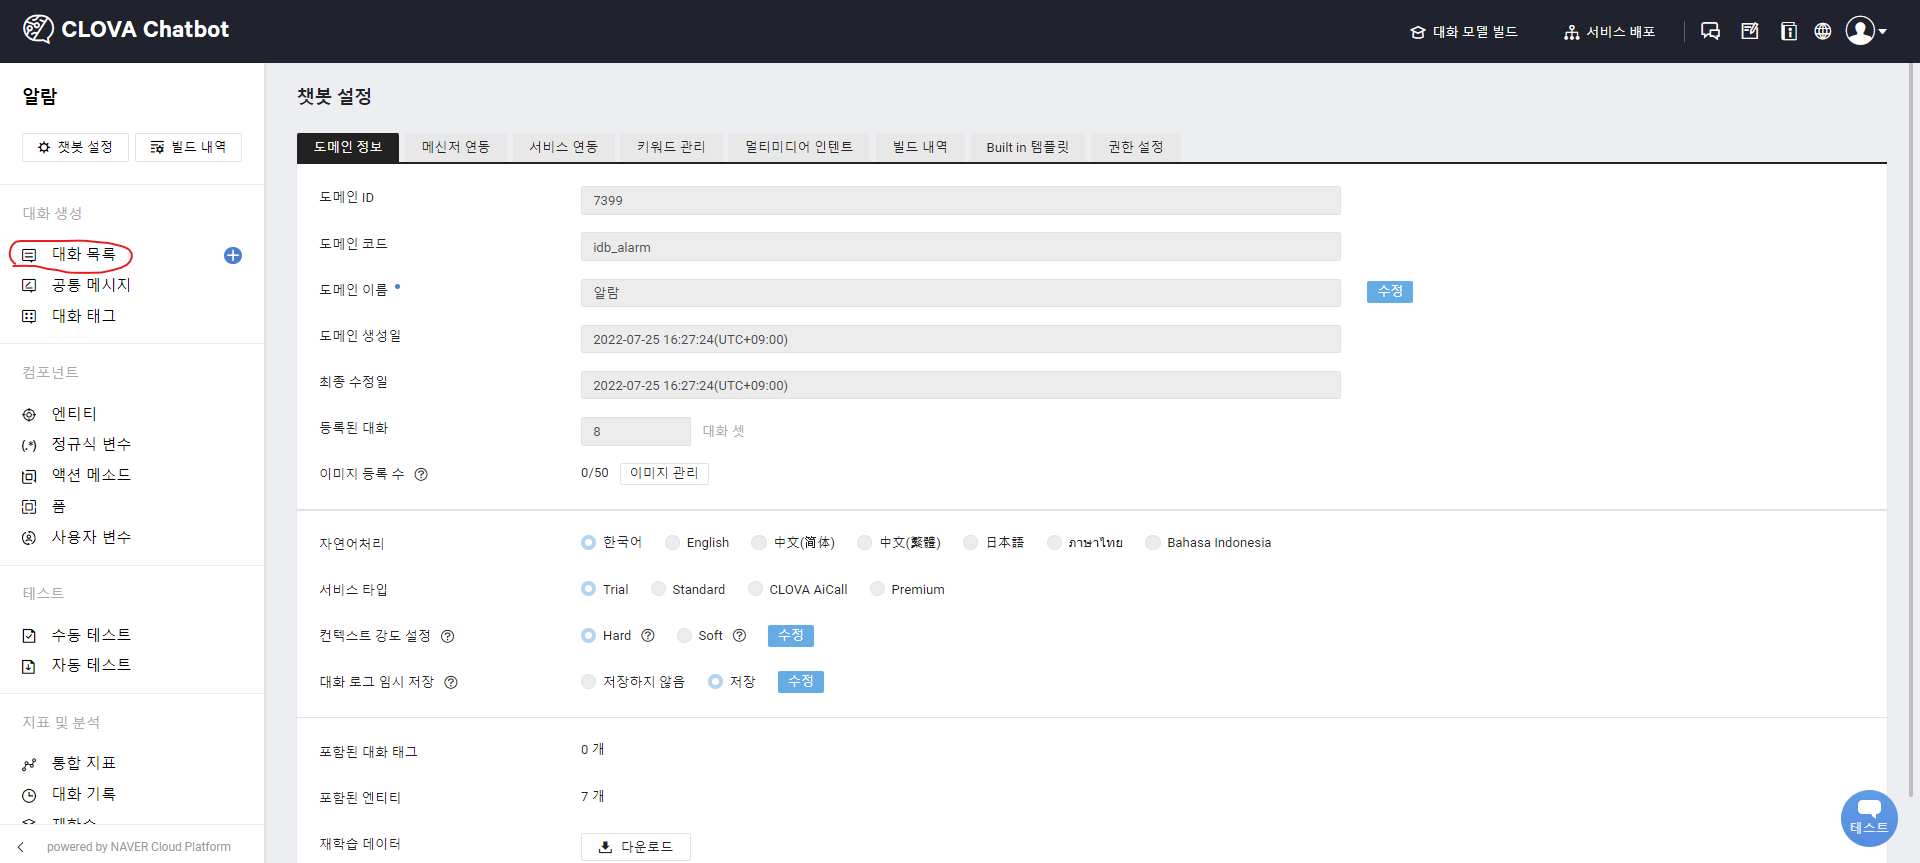 CLOVA Chatbot
대화 모델 빌드
서비스 배포
알람
챗봇 설정
빌드 내역
대화 생성
대화 목록
공통 메시지
대화 태그
컴포넌트
엔티티
정규식 변수
액션 메소드
폼
사용자 변수
테스트
수동 테스트
자동 테스트
지표 및 분석
통합 지표
대화 기록
powered by NAVER Cloud Platform
챗봇 설정
도메인 정보 메신저 연동 서비스 연동 키워드 관리 멀티미디어 인텐트 빌드 내역 Built in 템플릿 권한 설정
도메인 ID 7399
도메인 코드 idb_alarm
도메인 이름 알람 수정
도메인 생성일 2022-07-25 16:27:24(UTC+09:00)
최종 수정일 2022-07-25 16:27:24(UTC+09:00)
등록된 대화 8 대화 셋
이미지 등록 수 0/50 이미지 관리
자연어처리 한국어 English 中文(简体) 中文(繁體) 日本語 ภาษาไทย Bahasa Indonesia
서비스 타입 Trial Standard CLOVA AiCall Premium
컨텍스트 강도 설정 Hard Soft 수정
대화 로그 임시 저장 저장하지 않음 저장 수정
포함된 대화 태그 0 개
포함된 엔티티 7 개
재학습 데이터 다운로드
테스트